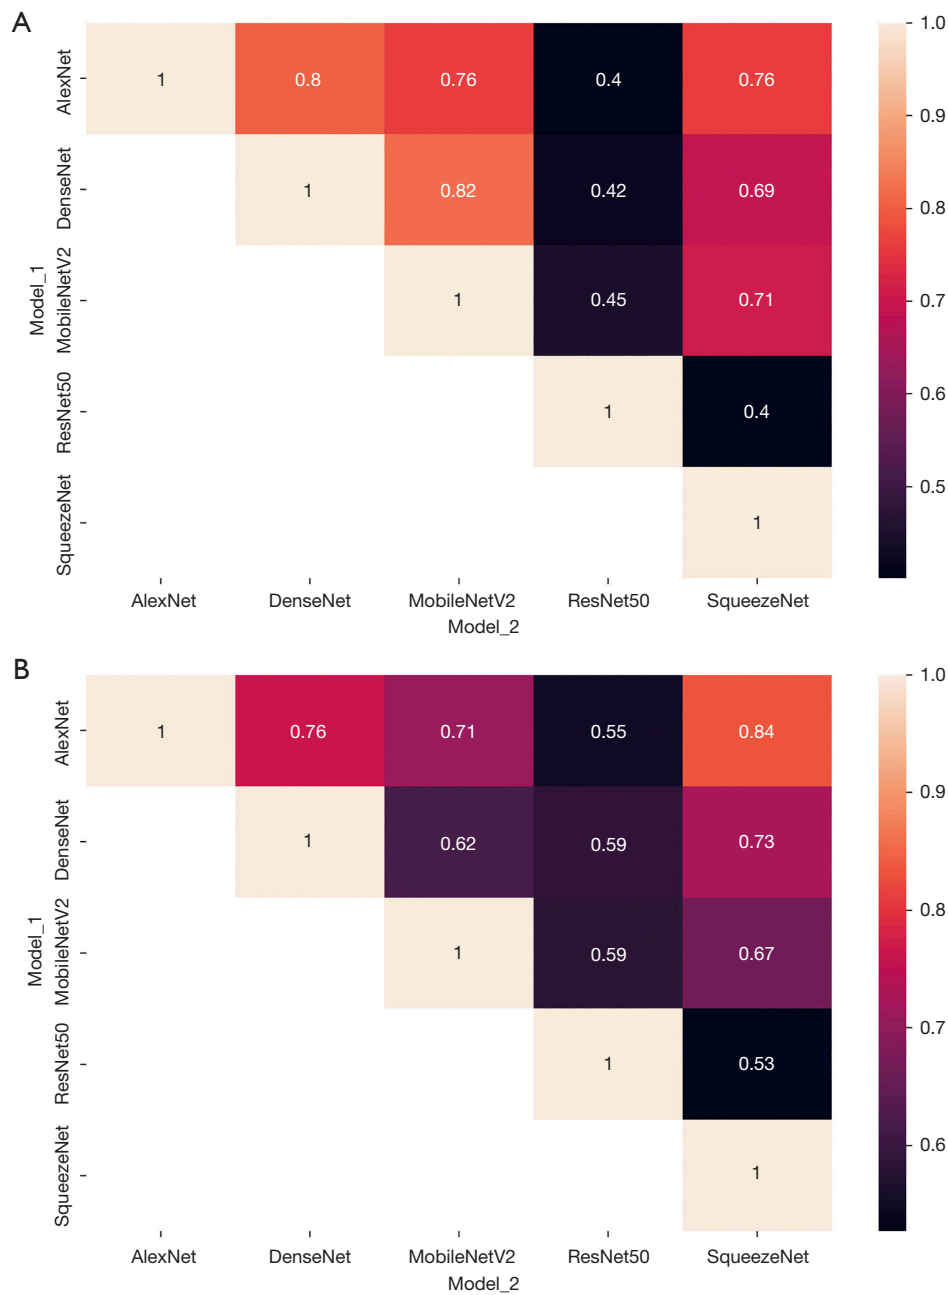 A
1.0
AlexNet
1 0.8 0.76 0.4 0.76
0.9
DenseNet
1 0.82 0.42 0.69
0.8
Model_1
MobileNetV2
1 0.45 0.71
0.7
ResNet50
1 0.4
0.6
SqueezeNet
1
0.5
AlexNet DenseNet MobileNetV2 ResNet50 SqueezeNet
Model_2
B
1.0
AlexNet
1 0.76 0.71 0.55 0.84
0.9
DenseNet
1 0.62 0.59 0.73
0.8
Model_1
MobileNetV2
1 0.59 0.67
0.7
ResNet50
1 0.53
0.6
SqueezeNet
1
AlexNet DenseNet MobileNetV2 ResNet50 SqueezeNet
Model_2